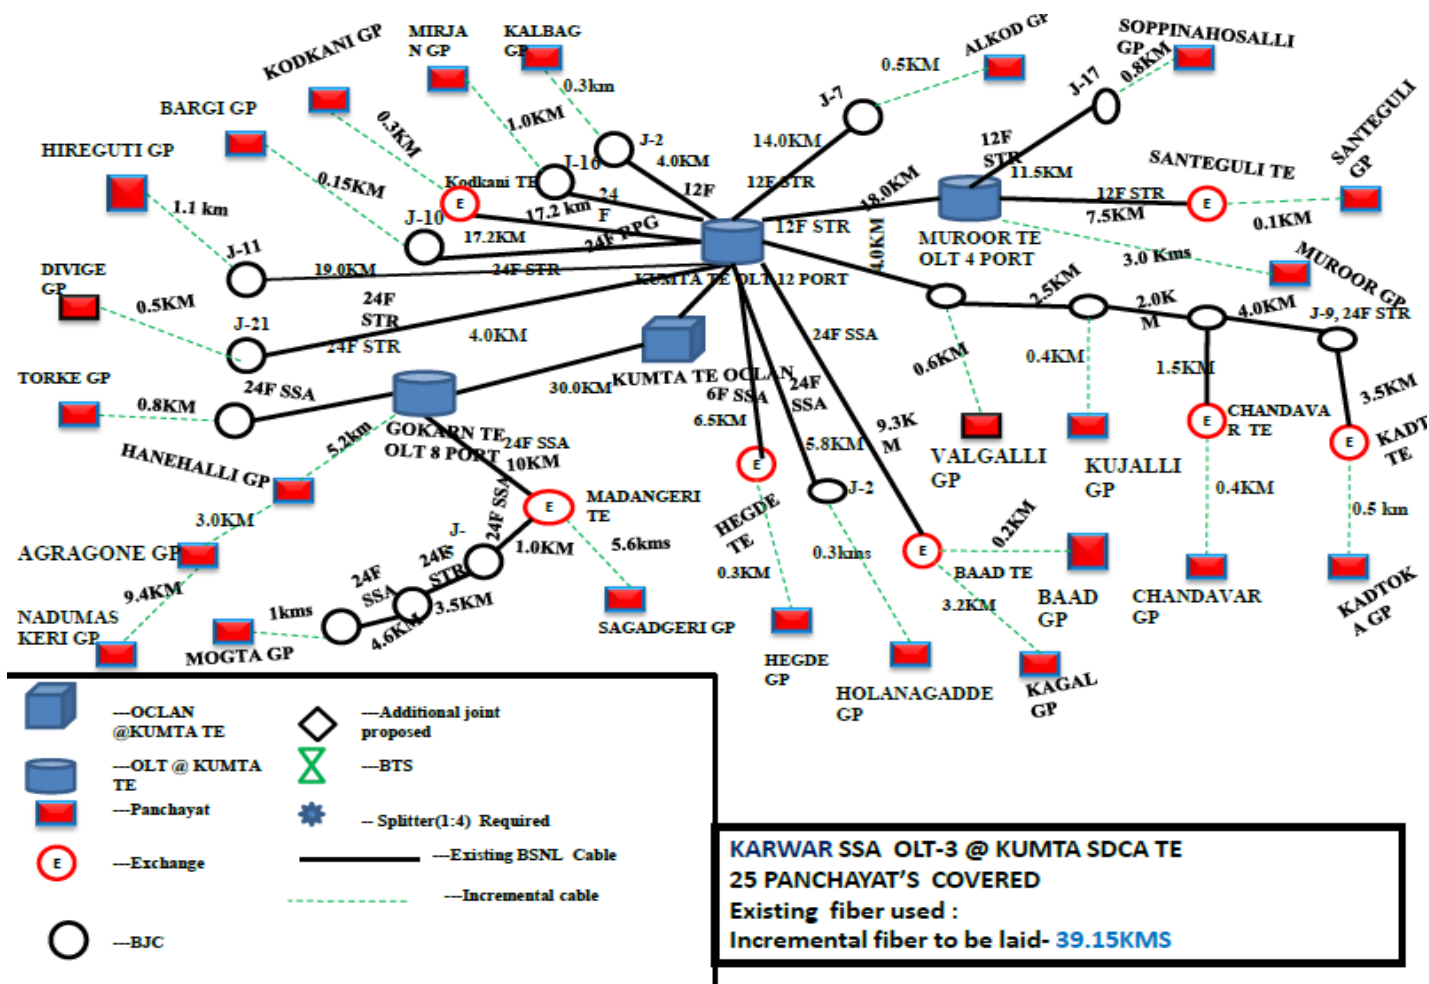 KODKANI GP
MIRJA
N GP
KALBAG
GP
ALKOD GP
SOPPINAHOSALLI
GP
0.8KM
0.5KM
J-17
BARGI GP
0.3km
J-7
SANTEGULI
GP
0.3KM
1.0KM
HIREGUTI GP
J-2
14.0KM
12F
STR
J-16
4.0KM
11.5KM
SANTEGULI TE
Kodkani TE
E
0.15KM
12F
12F STR
18.0KM
12F STR
7.5KM
E
0.1KM
1.1 km
17.2 km
24
F
J-10
17.2KM
24F RPG
12F STR
MUROOR TE
OLT 4 PORT
3.0 Kms
MUROOR GP
J-11
19.0KM
24F STR
4.0KM
KUMTA TE OLT 12 PORT
DIVIGE
GP
0.5KM
24F
STR
2.5KM
2.0K
M
4.0KM
J-9, 24F STR
J-21
24F STR
4.0KM
24F SSA
0.6KM
0.4KM
1.5KM
3.5KM
TORKE GP
0.8KM
24F SSA
30.0KM
KUMTA TE OCLAN
6F SSA
6.5KM
24F
SSA
9.3K
M
CHANDAVA
R TE
E
KADT
TE
E
5.2km
GOKARN TE
OLT 8 PORT
24F SSA
10KM
5.8KM
VALGALLI
GP
KUJALLI
GP
HANEHALLI GP
E
HEGDE
TE
J-2
0.4KM
0.5 km
3.0KM
24F SSA
E
MADANGERI
TE
0.2KM
AGRAGONE GP
J-
1.0KM
5.6kms
0.3KM
0.3kms
E
BAAD TE
24F
STR
24F
SSA
9.4KM
3.5KM
3.2KM
BAAD
GP
CHANDAVAR
GP
KADTOK
A GP
NADUMAS
KERI GP
1kms
4.6KM
MOGTA GP
SAGADGERI GP
HEGDE
GP
HOLANAGADDE
GP
KAGAL
GP
---OCLAN
@KUMTA TE
---Additional joint
proposed
---OLT @ KUMTA
TE
---BTS
---Panchayat
-- Splitter(1:4) Required
E
---Exchange
---Existing BSNL Cable
---Incremental cable
---BJC
KARWAR SSA OLT-3 @ KUMTA SDCA TE
25 PANCHAYAT'S COVERED
Existing fiber used :
Incremental fiber to be laid- 39.15KMS